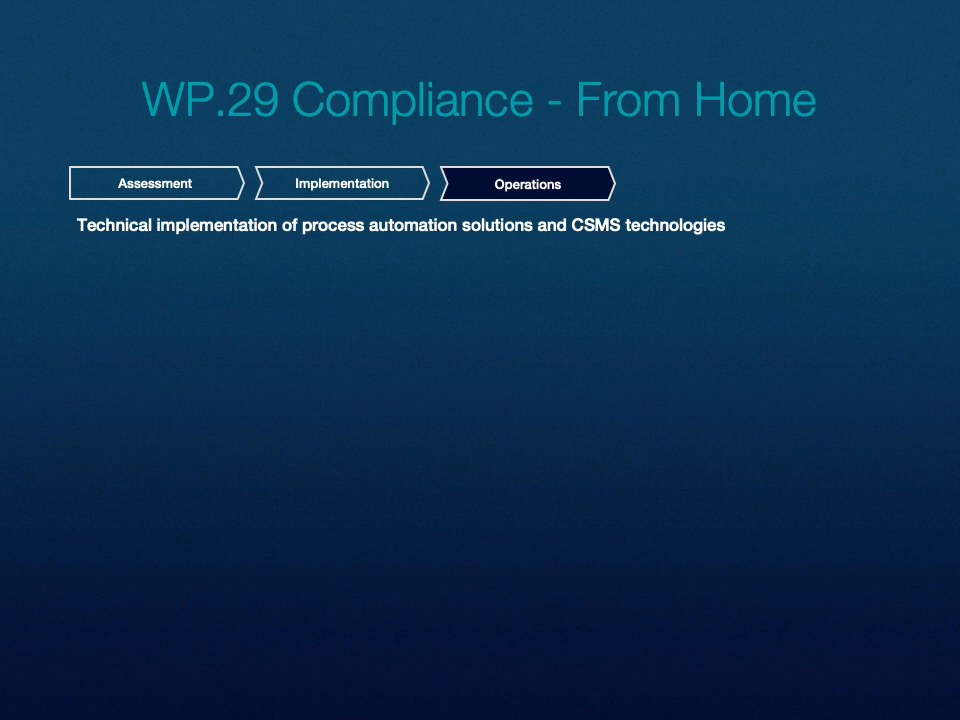 WP.29 Compliance - From Home
Assessment
Implementation
Operations
Technical implementation of process automation solutions and CSMS technologies